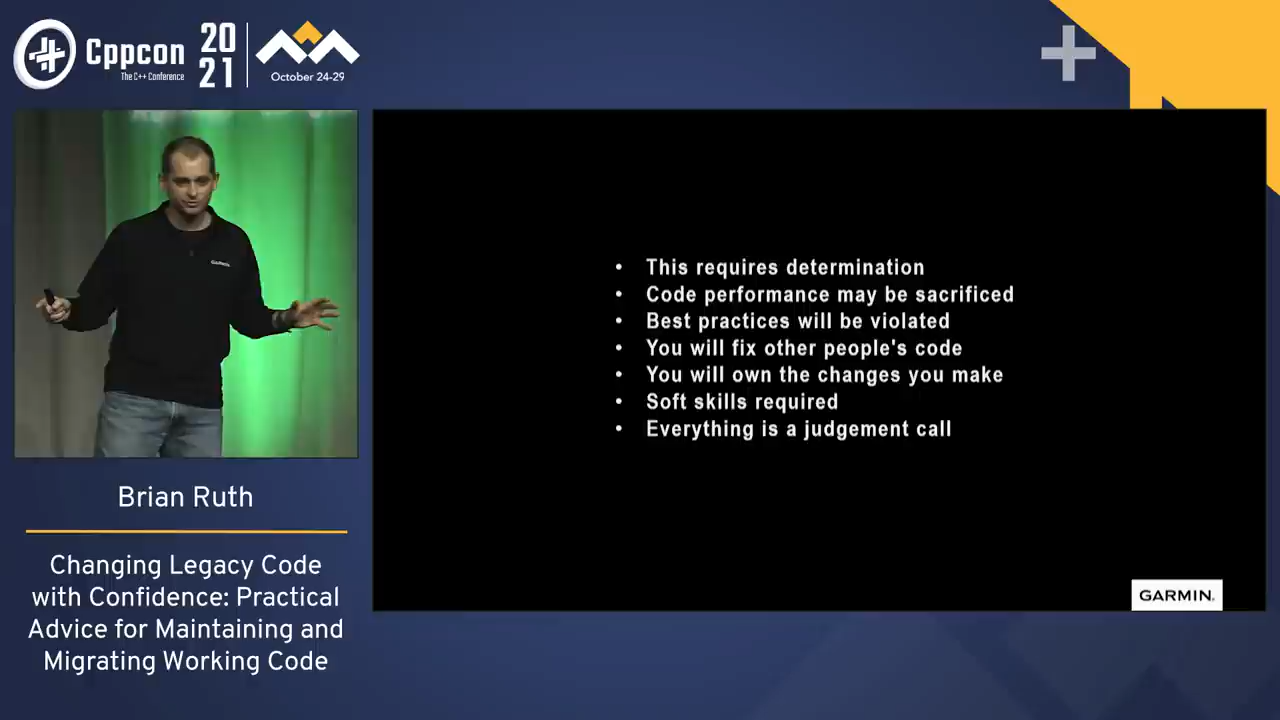 Cppcon
The C++ Conference
20
21
October 24-29
GARMIN
Brian Ruth
Changing Legacy Code
with Confidence: Practical
Advice for Maintaining and
Migrating Working Code
• This requires determination
• Code performance may be sacrificed
• Best practices will be violated
• You will fix other people's code
• You will own the changes you make
• Soft skills required
• Everything is a judgement call
GARMIN.